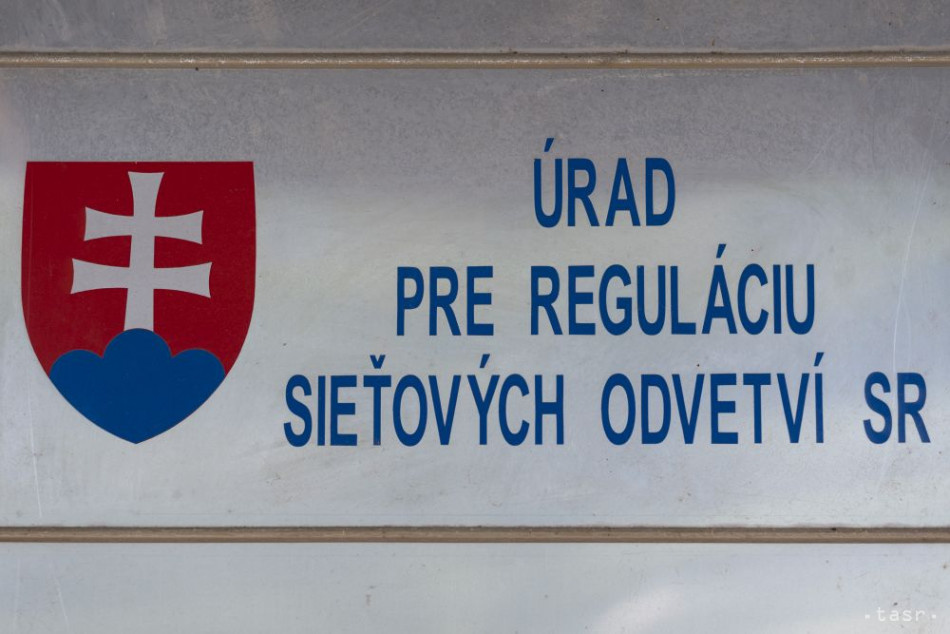 ÚRAD
PRE REGULÁCIU
SIEŤOVÝCH ODVETVÍ SR
tasr